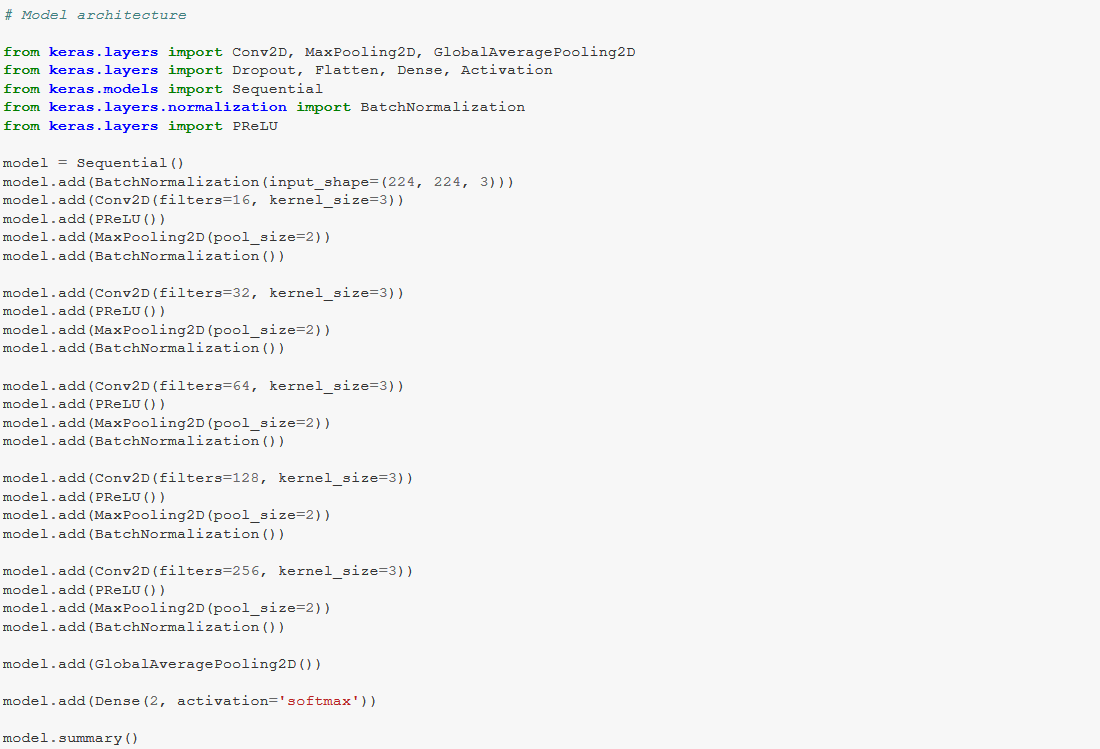 # Model architecture
from keras.layers import Conv2D, MaxPooling2D, GlobalAveragePooling2D
from keras.layers import Dropout, Flatten, Dense, Activation
from keras.models import Sequential
from keras.layers.normalization import BatchNormalization
from keras.layers import PReLU
model = Sequential()
model.add(BatchNormalization(input_shape=(224, 224, 3)))
model.add(Conv2D(filters=16, kernel_size=3))
model.add(PReLU())
model.add(MaxPooling2D(pool_size=2))
model.add(BatchNormalization())
model.add(Conv2D(filters=32, kernel_size=3))
model.add(PReLU())
model.add(MaxPooling2D(pool_size=2))
model.add(BatchNormalization())
model.add(Conv2D(filters=64, kernel_size=3))
model.add(PReLU())
model.add(MaxPooling2D(pool_size=2))
model.add(BatchNormalization())
model.add(Conv2D(filters=128, kernel_size=3))
model.add(PReLU())
model.add(MaxPooling2D(pool_size=2))
model.add(BatchNormalization())
model.add(Conv2D(filters=256, kernel_size=3))
model.add(PReLU())
model.add(MaxPooling2D(pool_size=2))
model.add(BatchNormalization())
model.add(GlobalAveragePooling2D())
model.add(Dense(2, activation='softmax'))
model.summary()